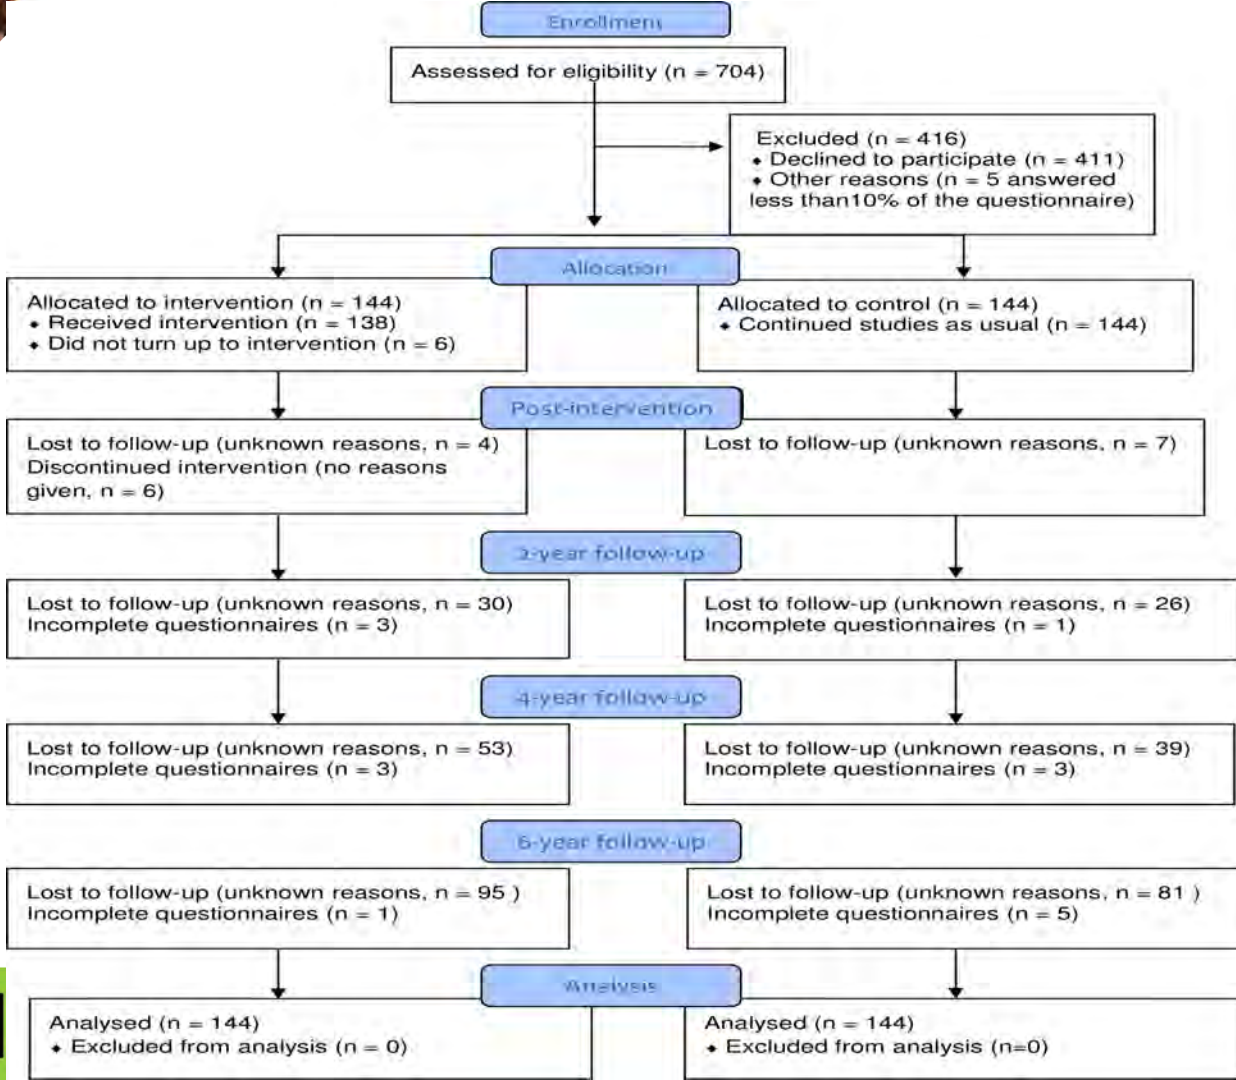 Enrollment
Assessed for eligibility (n = 704)
Excluded (n = 416)
⬥ Declined to participate (n = 411)
⬥ Other reasons (n = 5 answered
less than10% of the questionnaire)
Allocation
Allocated to intervention (n = 144)
⬥ Received intervention (n = 138)
⬥ Did not turn up to intervention (n = 6)
Allocated to control (n = 144)
⬥ Continued studies as usual (n = 144)
Post-intervention
Lost to follow-up (unknown reasons, n = 4)
Discontinued intervention (no reasons
given, n = 6)
Lost to follow-up (unknown reasons, n = 7)
2-year follow-up
Lost to follow-up (unknown reasons, n = 30)
Incomplete questionnaires (n = 3)
Lost to follow-up (unknown reasons, n = 26)
Incomplete questionnaires (n = 1)
4-year follow-up
Lost to follow-up (unknown reasons, n = 53)
Incomplete questionnaires (n = 3)
Lost to follow-up (unknown reasons, n = 39)
Incomplete questionnaires (n = 3)
6-year follow-up
Lost to follow-up (unknown reasons, n = 95 )
Incomplete questionnaires (n = 1)
Lost to follow-up (unknown reasons, n = 81 )
Incomplete questionnaires (n = 5)
Analysis
Analysed (n = 144)
⬥ Excluded from analysis (n = 0)
Analysed (n = 144)
⬥ Excluded from analysis (n=0)